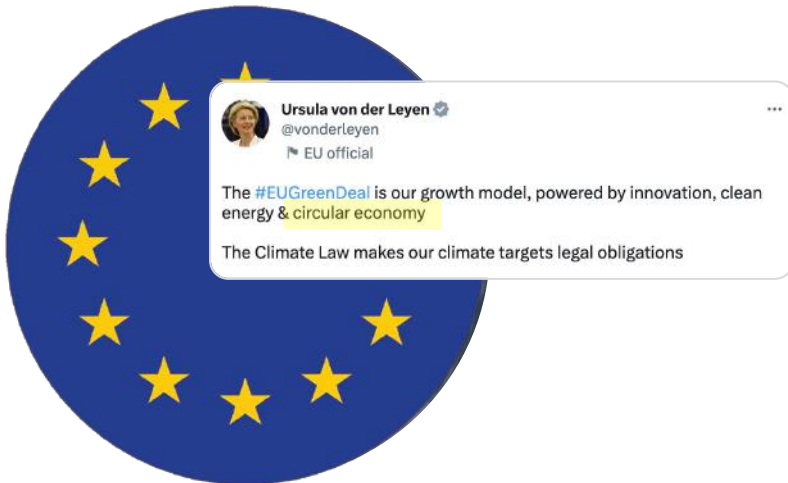 Ursula von der Leyen
@vonderleyen
EU official
The #EUGreenDeal is our growth model, powered by innovation, clean
energy & circular economy
The Climate Law makes our climate targets legal obligations